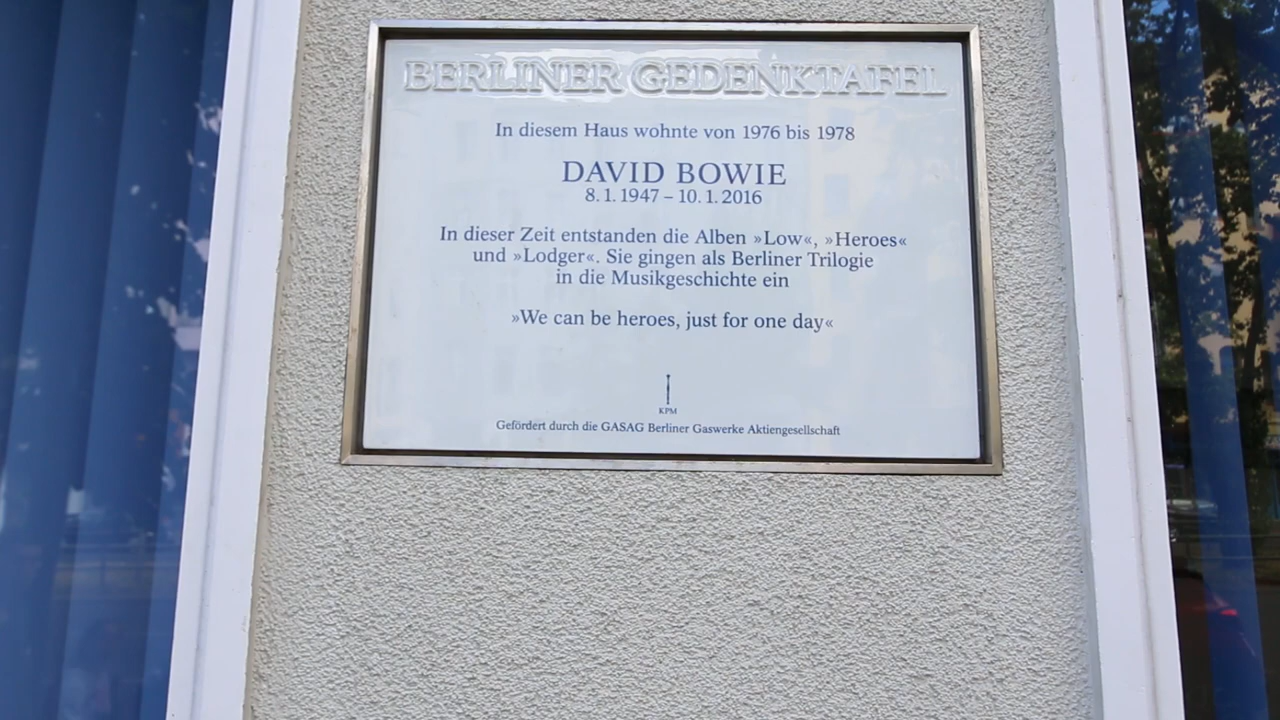 BERLINER GEDENKTAFEL
In diesem Haus wohnte von 1976 bis 1978
DAVID BOWIE
8. 1. 1947 – 10. 1. 2016
In dieser Zeit entstanden die Alben »Low«, »Heroes«
und »Lodger«. Sie gingen als Berliner Trilogie
in die Musikgeschichte ein
»We can be heroes, just for one day«
KPM
Gefördert durch die GASAG Berliner Gaswerke Aktiengesellschaft